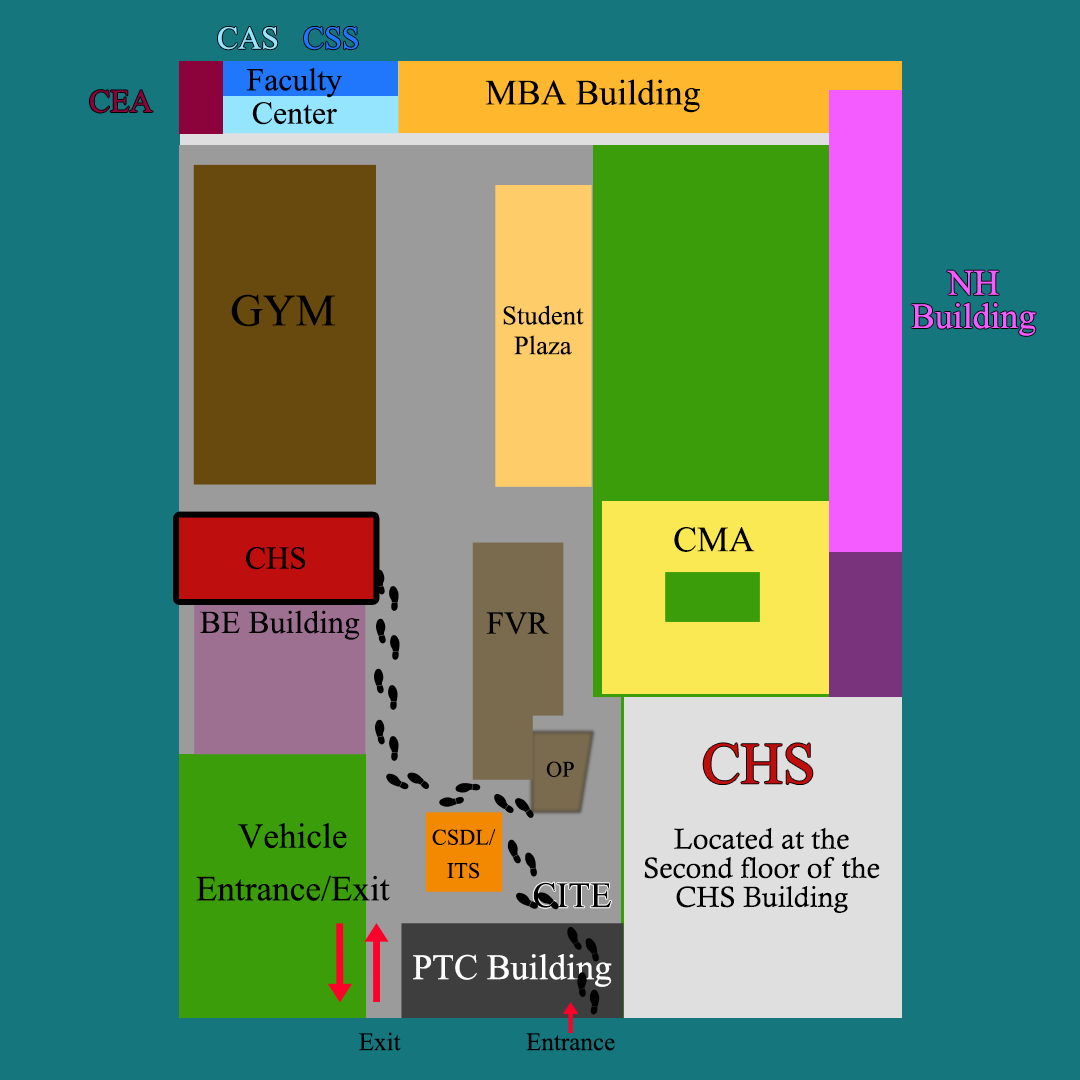 CAS CSS
CEA
Faculty
Center
MBA Building
GYM
Student
Plaza
NH
Building
CHS
BE Building
FVR
CMA
OP
CSDL/
ITS
CITE
Vehicle
Entrance/Exit
PTC Building
CHS
Located at the
Second floor of the
CHS Building
Exit
Entrance